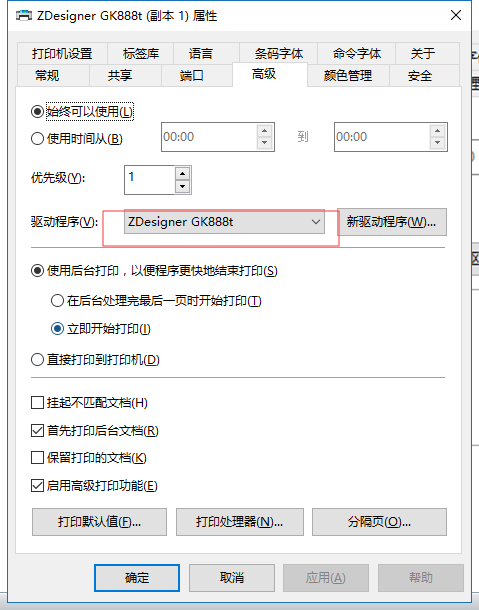 ZDesigner GK888t (副本 1) 属性
打印机设置 标签库 语言 条码字体 命令字体 关于
常规 共享 端口 高级 颜色管理 安全
始终可以使用(L)
使用时间从(B) 00:00 到 00:00
优先级(Y): 1
驱动程序(V): ZDesigner GK888t 新驱动程序(W)...
使用后台打印，以便程序更快地结束打印(S)
在后台处理完最后一页时开始打印(T)
立即开始打印(I)
直接打印到打印机(D)
挂起不匹配文档(H)
首先打印后台文档(R)
保留打印的文档(K)
启用高级打印功能(E)
打印默认值(F)... 打印处理器(N)... 分隔页(O)...
确定 取消 应用(A) 帮助